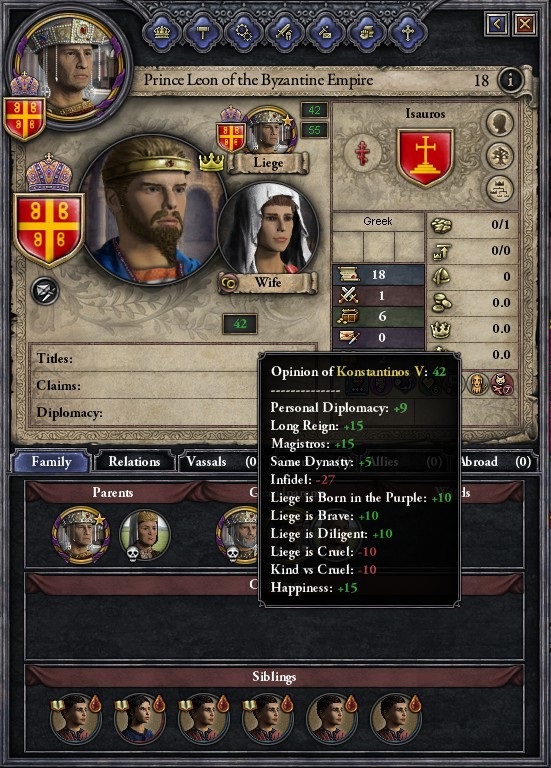 Prince Leon of the Byzantine Empire 18
42
55
Isauros
Liege
Wife
Greek
18
1
6
0
0/1
0/0
0
0.0
0.0
0.0
42
Titles:
Claims:
Diplomacy:
Opinion of Konstantinos V: 42
--------------
Personal Diplomacy: +9
Long Reign: +15
Magistros: +15
Same Dynasty: +5
Infidel: -27
Liege is Born in the Purple: +10
Liege is Brave: +10
Liege is Diligent: +10
Liege is Cruel: -10
Kind vs Cruel: -10
Happiness: +15
Family Relations Vassals (0 Allies (0) Abroad (0)
Parents
Siblings